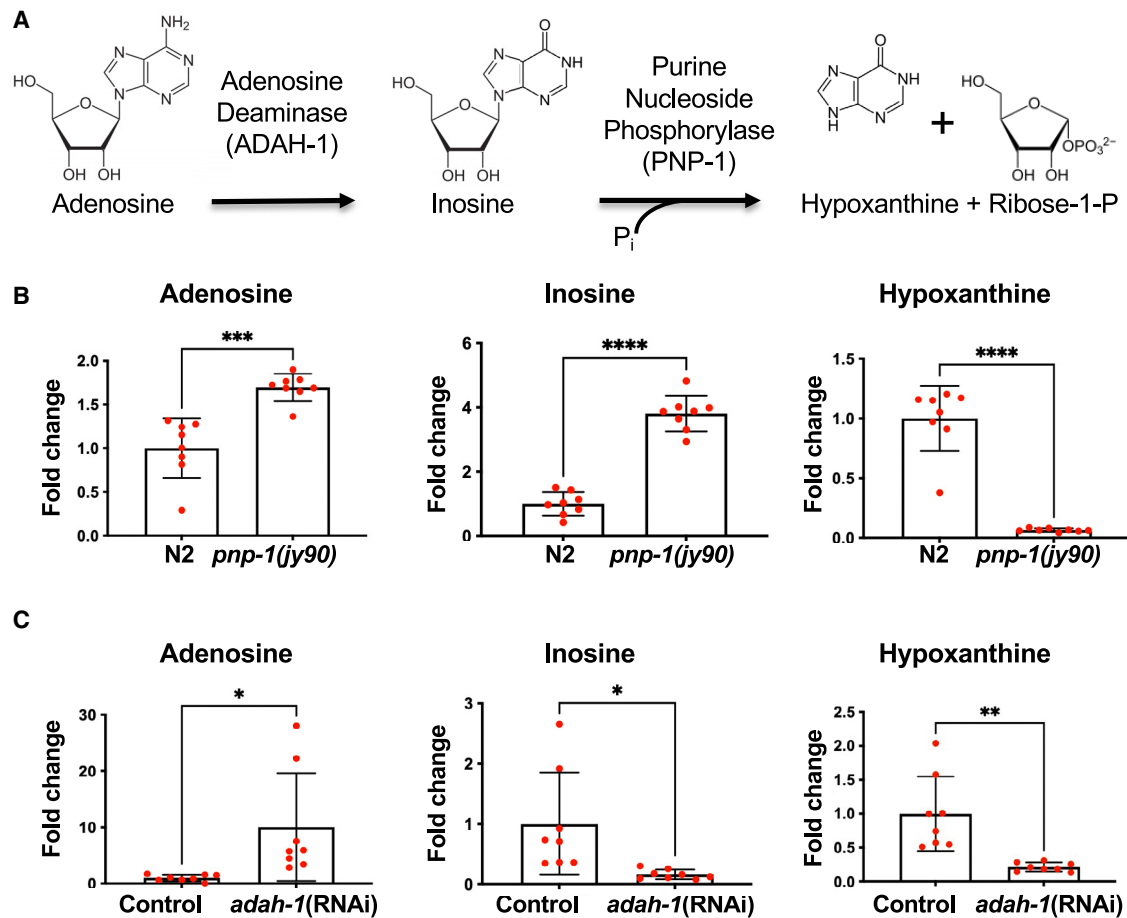 A
NH₂
N
N
N
N
HO
O
OH OH
Adenosine
Adenosine
Deaminase
(ADAH-1)
O
N
NH
N
N
HO
O
OH OH
Inosine
Purine
Nucleoside
Phosphorylase
(PNP-1)
Pᵢ
O
N
NH
N
H
N
+
HO
O
OPO₃²⁻
OH OH
Hypoxanthine + Ribose-1-P
B
Adenosine
***
Fold change
2.0
1.5
1.0
0.5
0.0
N2 pnp-1(jy90)
Inosine
****
Fold change
6
4
2
0
N2 pnp-1(jy90)
Hypoxanthine
****
Fold change
1.5
1.0
0.5
0.0
N2 pnp-1(jy90)
C
Adenosine
*
Fold change
30
20
10
0
Control adah-1(RNAi)
Inosine
*
Fold change
3
2
1
0
Control adah-1(RNAi)
Hypoxanthine
**
Fold change
2.5
2.0
1.5
1.0
0.5
0.0
Control adah-1(RNAi)